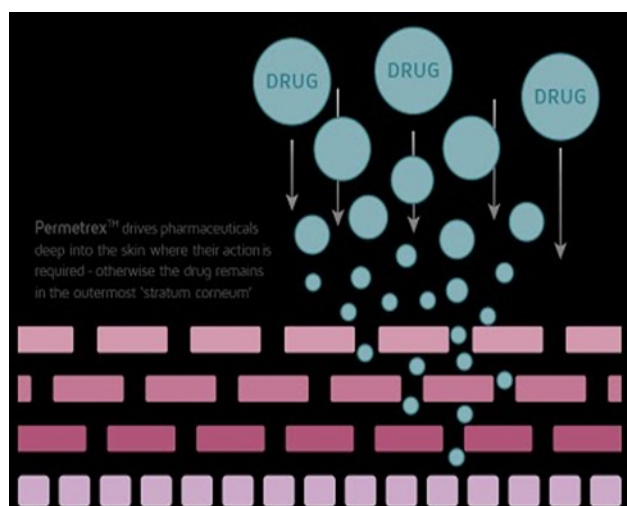 DRUG
DRUG
DRUG
Permetrex™ drives pharmaceuticals
deep into the skin where their action is
required - otherwise the drug remains
in the outermost 'stratum corneum'